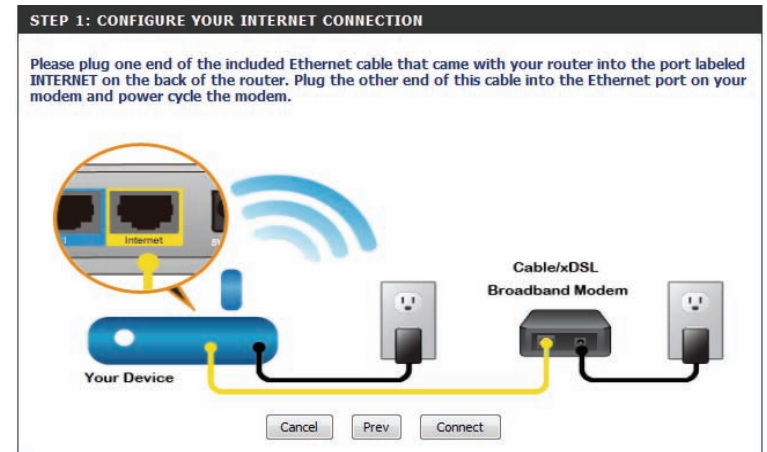 STEP 1: CONFIGURE YOUR INTERNET CONNECTION
Please plug one end of the included Ethernet cable that came with your router into the port labeled
INTERNET on the back of the router. Plug the other end of this cable into the Ethernet port on your
modem and power cycle the modem.
Internet
Cable/xDSL
Broadband Modem
Your Device
Cancel Prev Connect